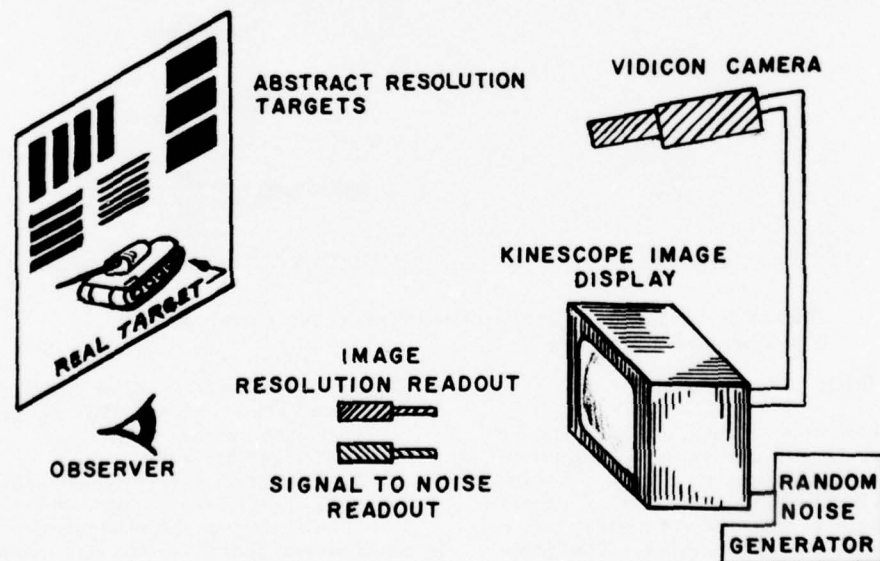 ABSTRACT RESOLUTION
TARGETS
VIDICON CAMERA
KINESCOPE IMAGE
DISPLAY
REAL TARGET
IMAGE
RESOLUTION READOUT
OBSERVER
SIGNAL TO NOISE
READOUT
RANDOM
NOISE
GENERATOR